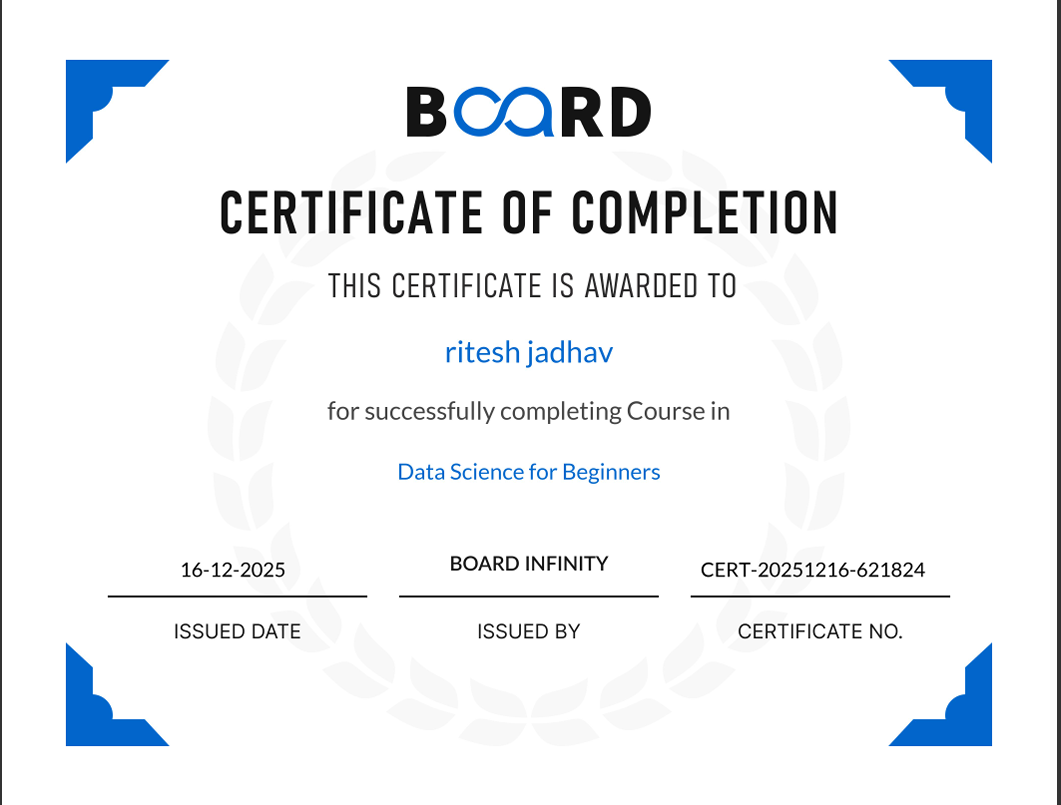 BOARD
CERTIFICATE OF COMPLETION
THIS CERTIFICATE IS AWARDED TO
ritesh jadhav
for successfully completing Course in
Data Science for Beginners
16-12-2025
BOARD INFINITY
CERT-20251216-621824
ISSUED DATE
ISSUED BY
CERTIFICATE NO.